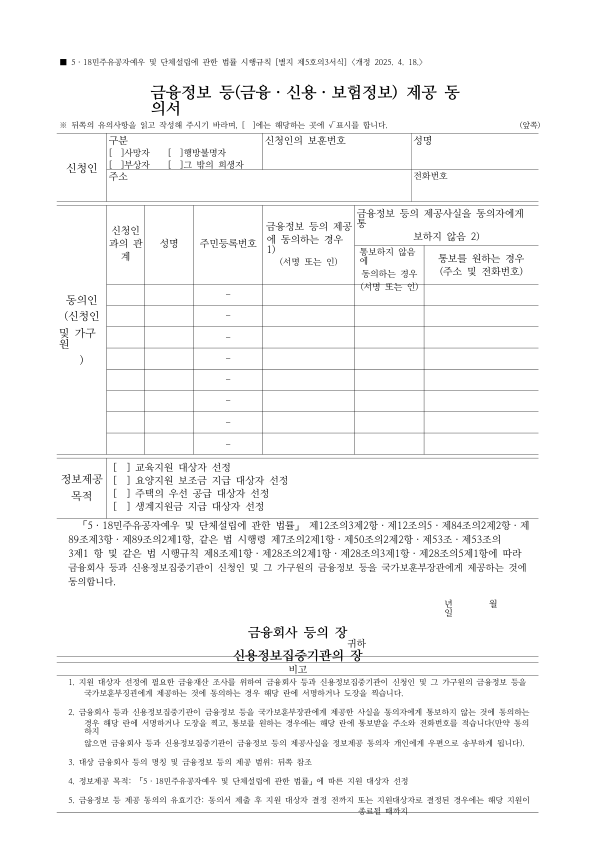 ■ 5ㆍ18민주유공자예우 및 단체설립에 관한 법률 시행규칙 [별지 제5호의3서식] <개정 2025. 4. 18.>
금융정보 등(금융ㆍ신용ㆍ보험정보) 제공 동
의서
※ 뒤쪽의 유의사항을 읽고 작성해 주시기 바라며, [ ]에는 해당하는 곳에 √표시를 합니다. (앞쪽)
신청인
구분
[ ]사망자 [ ]행방불명자
[ ]부상자 [ ]그 밖의 희생자
신청인의 보훈번호
성명
주소
전화번호
동의인
(신청인
및 가구
원
)
신청인
과의 관
계
성명
주민등록번호
금융정보 등의 제공
에 동의하는 경우
1)
(서명 또는 인)
금융정보 등의 제공사실을 동의자에게
통
보하지 않음 2)
통보하지 않음
에
동의하는 경우
(서명 또는 인)
통보를 원하는 경우
(주소 및 전화번호)
－
－
－
－
－
－
－
－
정보제공
목적
[ ] 교육지원 대상자 선정
[ ] 요양지원 보조금 지급 대상자 선정
[ ] 주택의 우선 공급 대상자 선정
[ ] 생계지원금 지급 대상자 선정
「5ㆍ18민주유공자예우 및 단체설립에 관한 법률」 제12조의3제2항ㆍ제12조의5ㆍ제84조의2제2항ㆍ제
89조제3항ㆍ제89조의2제1항, 같은 법 시행령 제7조의2제1항ㆍ제50조의2제2항ㆍ제53조ㆍ제53조의
3제1 항 및 같은 법 시행규칙 제8조제1항ㆍ제28조의2제1항ㆍ제28조의3제1항ㆍ제28조의5제1항에 따라
금융회사 등과 신용정보집중기관이 신청인 및 그 가구원의 금융정보 등을 국가보훈부장관에게 제공하는 것에
동의합니다.
년 월
일
금융회사 등의 장
귀하
신용정보집중기관의 장
비고
1. 지원 대상자 선정에 필요한 금융재산 조사를 위하여 금융회사 등과 신용정보집중기관이 신청인 및 그 가구원의 금융정보 등을
국가보훈부장관에게 제공하는 것에 동의하는 경우 해당 란에 서명하거나 도장을 찍습니다.
2. 금융회사 등과 신용정보집중기관이 금융정보 등을 국가보훈부장관에게 제공한 사실을 동의자에게 통보하지 않는 것에 동의하는
경우 해당 란에 서명하거나 도장을 찍고, 통보를 원하는 경우에는 해당 란에 통보받을 주소와 전화번호를 적습니다(만약 동의
하지
않으면 금융회사 등과 신용정보집중기관이 금융정보 등의 제공사실을 정보제공 동의자 개인에게 우편으로 송부하게 됩니다).
3. 대상 금융회사 등의 명칭 및 금융정보 등의 제공 범위: 뒤쪽 참조
4. 정보제공 목적: 「5ㆍ18민주유공자예우 및 단체설립에 관한 법률」에 따른 지원 대상자 선정
5. 금융정보 등 제공 동의의 유효기간: 동의서 제출 후 지원 대상자 결정 전까지 또는 지원대상자로 결정된 경우에는 해당 지원이
종료될 때까지